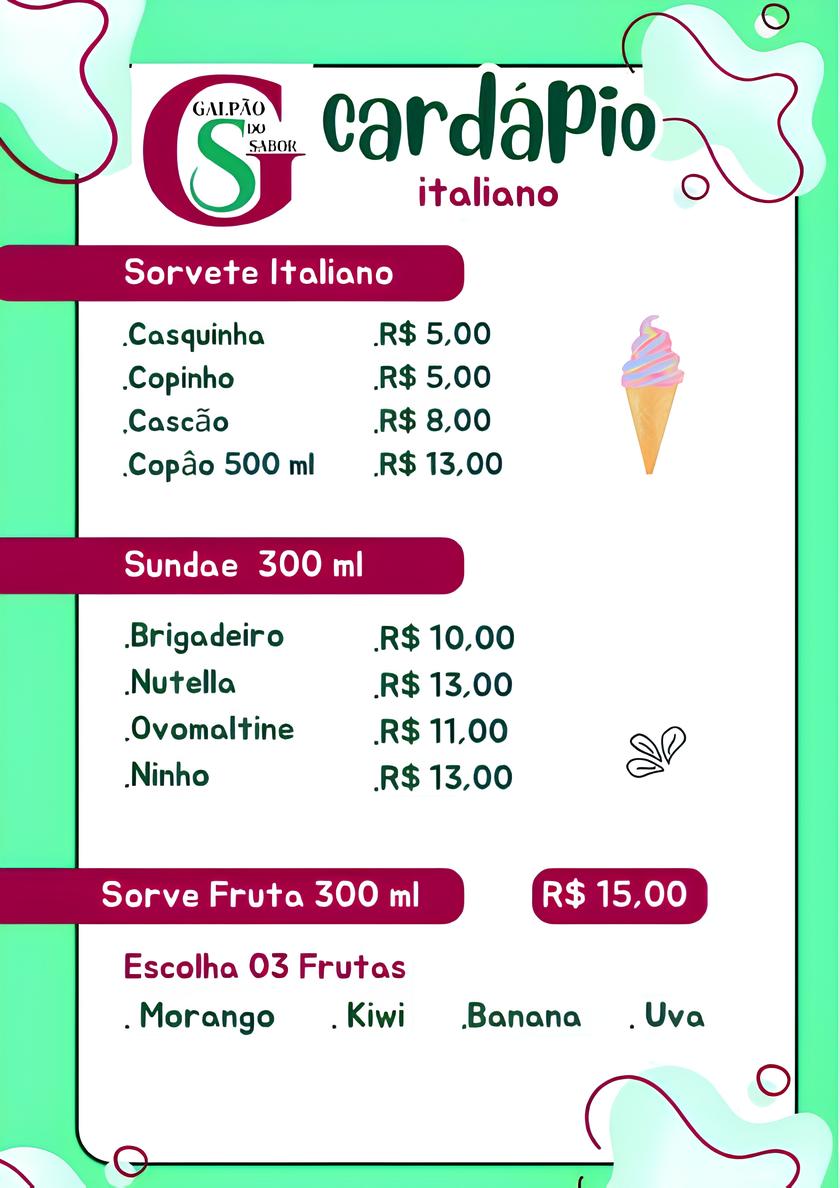 GALPÃO
DO
SABOR
cardápio
italiano
Sorvete Italiano
.Casquinha .R$ 5,00
.Copinho .R$ 5,00
.Cascão .R$ 8,00
.Copâo 500 ml .R$ 13,00
Sundae 300 ml
.Brigadeiro .R$ 10,00
.Nutella .R$ 13,00
.Ovomaltine .R$ 11,00
.Ninho .R$ 13,00
Sorve Fruta 300 ml R$ 15,00
Escolha 03 Frutas
. Morango . Kiwi .Banana . Uva